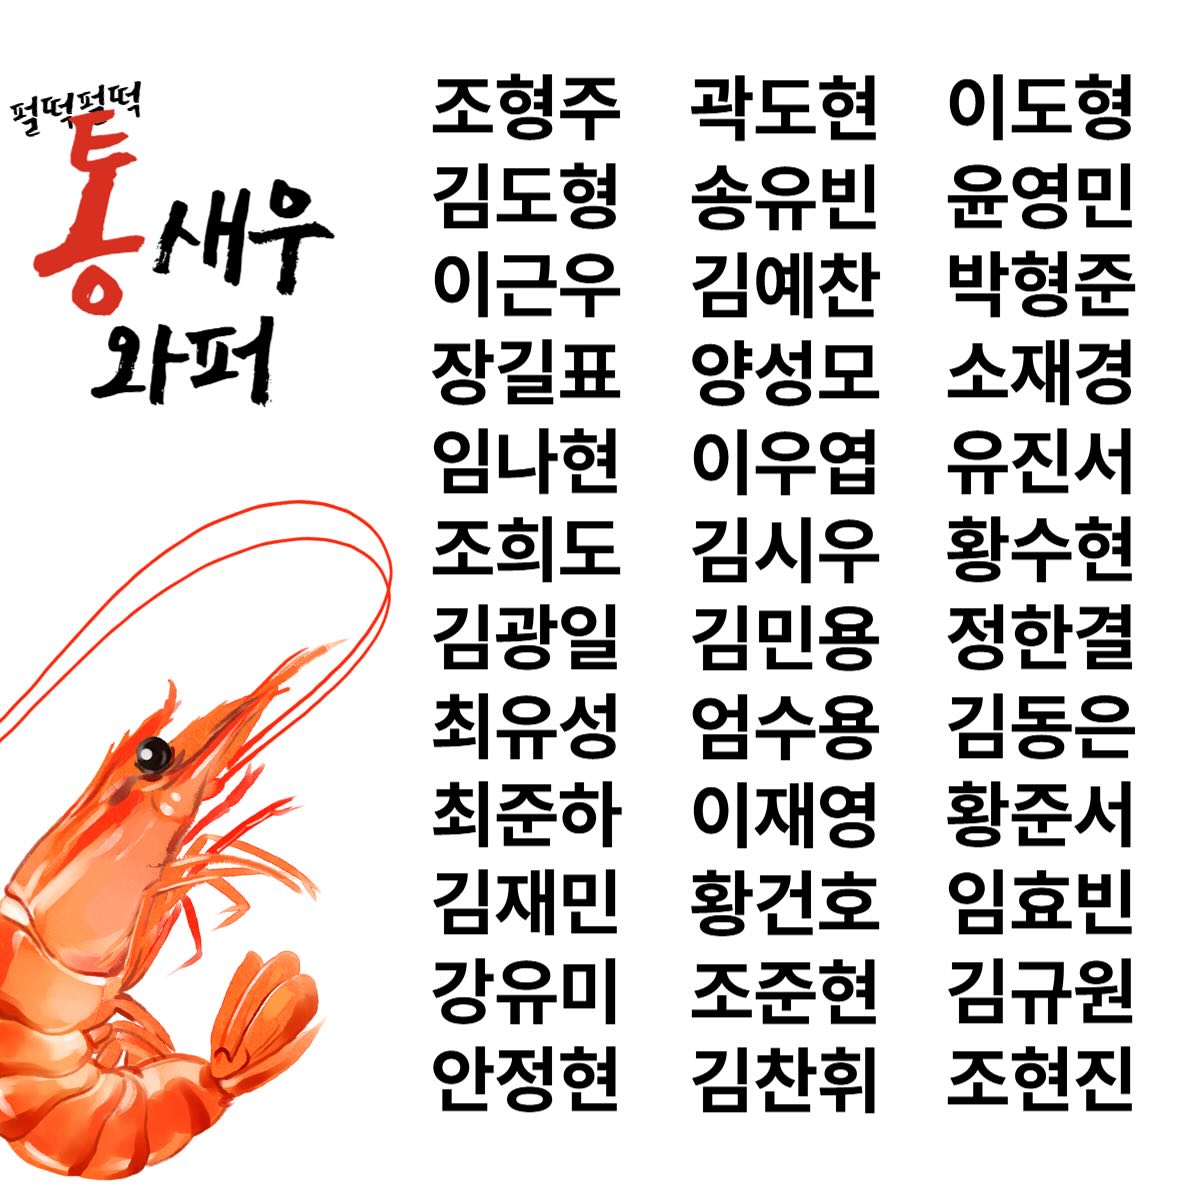 펄떡펄떡
통새우
와퍼
조형주 곽도현 이도형
김도형 송유빈 윤영민
이근우 김예찬 박형준
장길표 양성모 소재경
임나현 이우엽 유진서
조희도 김시우 황수현
김광일 김민용 정한결
최유성 엄수용 김동은
최준하 이재영 황준서
김재민 황건호 임효빈
강유미 조준현 김규원
안정현 김찬휘 조현진